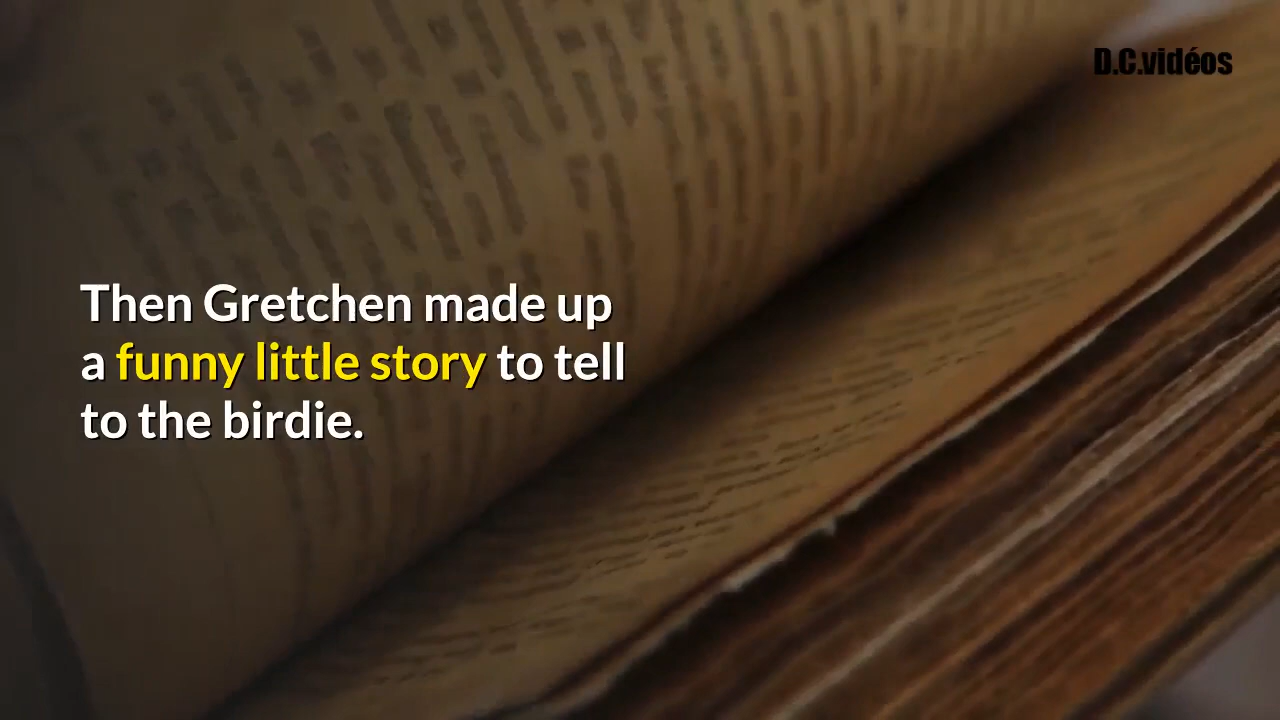 D.C.vidéos
Then Gretchen made up
a funny little story to tell
to the birdie.